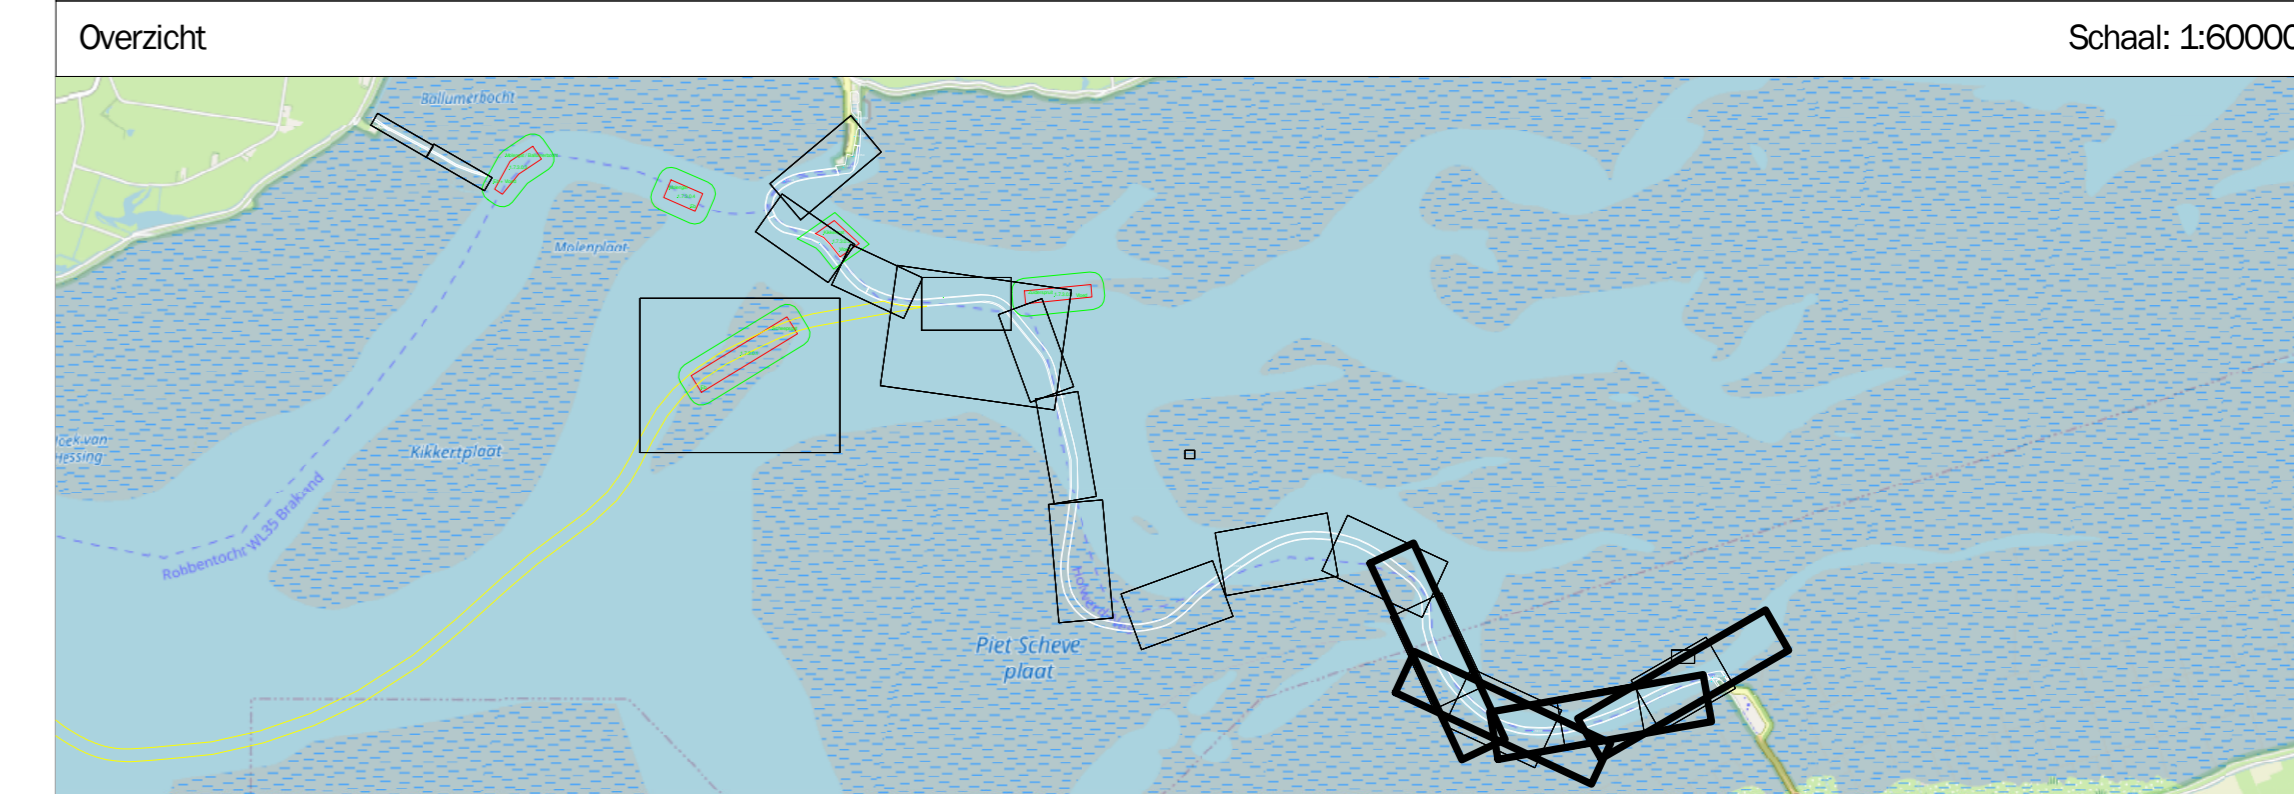 Overzicht
Schaal: 1:60000
Ballumerbocht
Molenplaat
Kikkertplaat
Robbentocht WL35 Brakzand
Piet Scheve
plaat